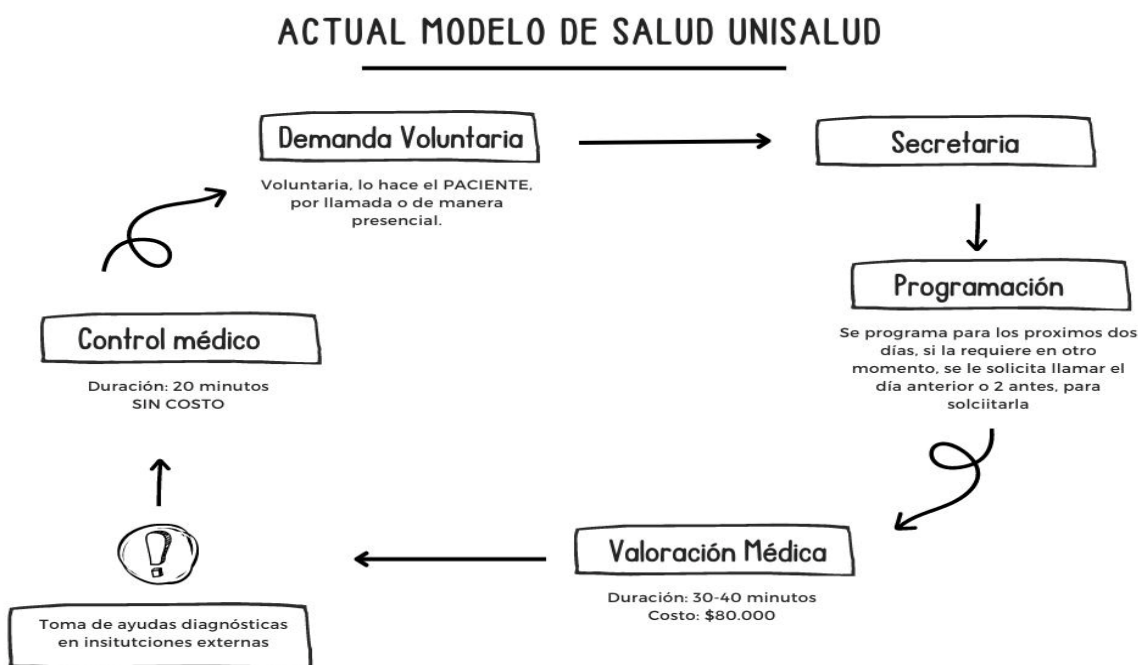 ACTUAL MODELO DE SALUD UNISALUD
Demanda Voluntaria
Voluntaria, lo hace el PACIENTE,
por llamada o de manera
presencial.
Secretaria
Programación
Se programa para los proximos dos
días, si la requiere en otro
momento, se le solicita llamar el
día anterior o 2 antes, para
solciitarla
Valoración Médica
Duración: 30-40 minutos
Costo: $80.000
Toma de ayudas diagnósticas
en insitutciones externas
Control médico
Duración: 20 minutos
SIN COSTO